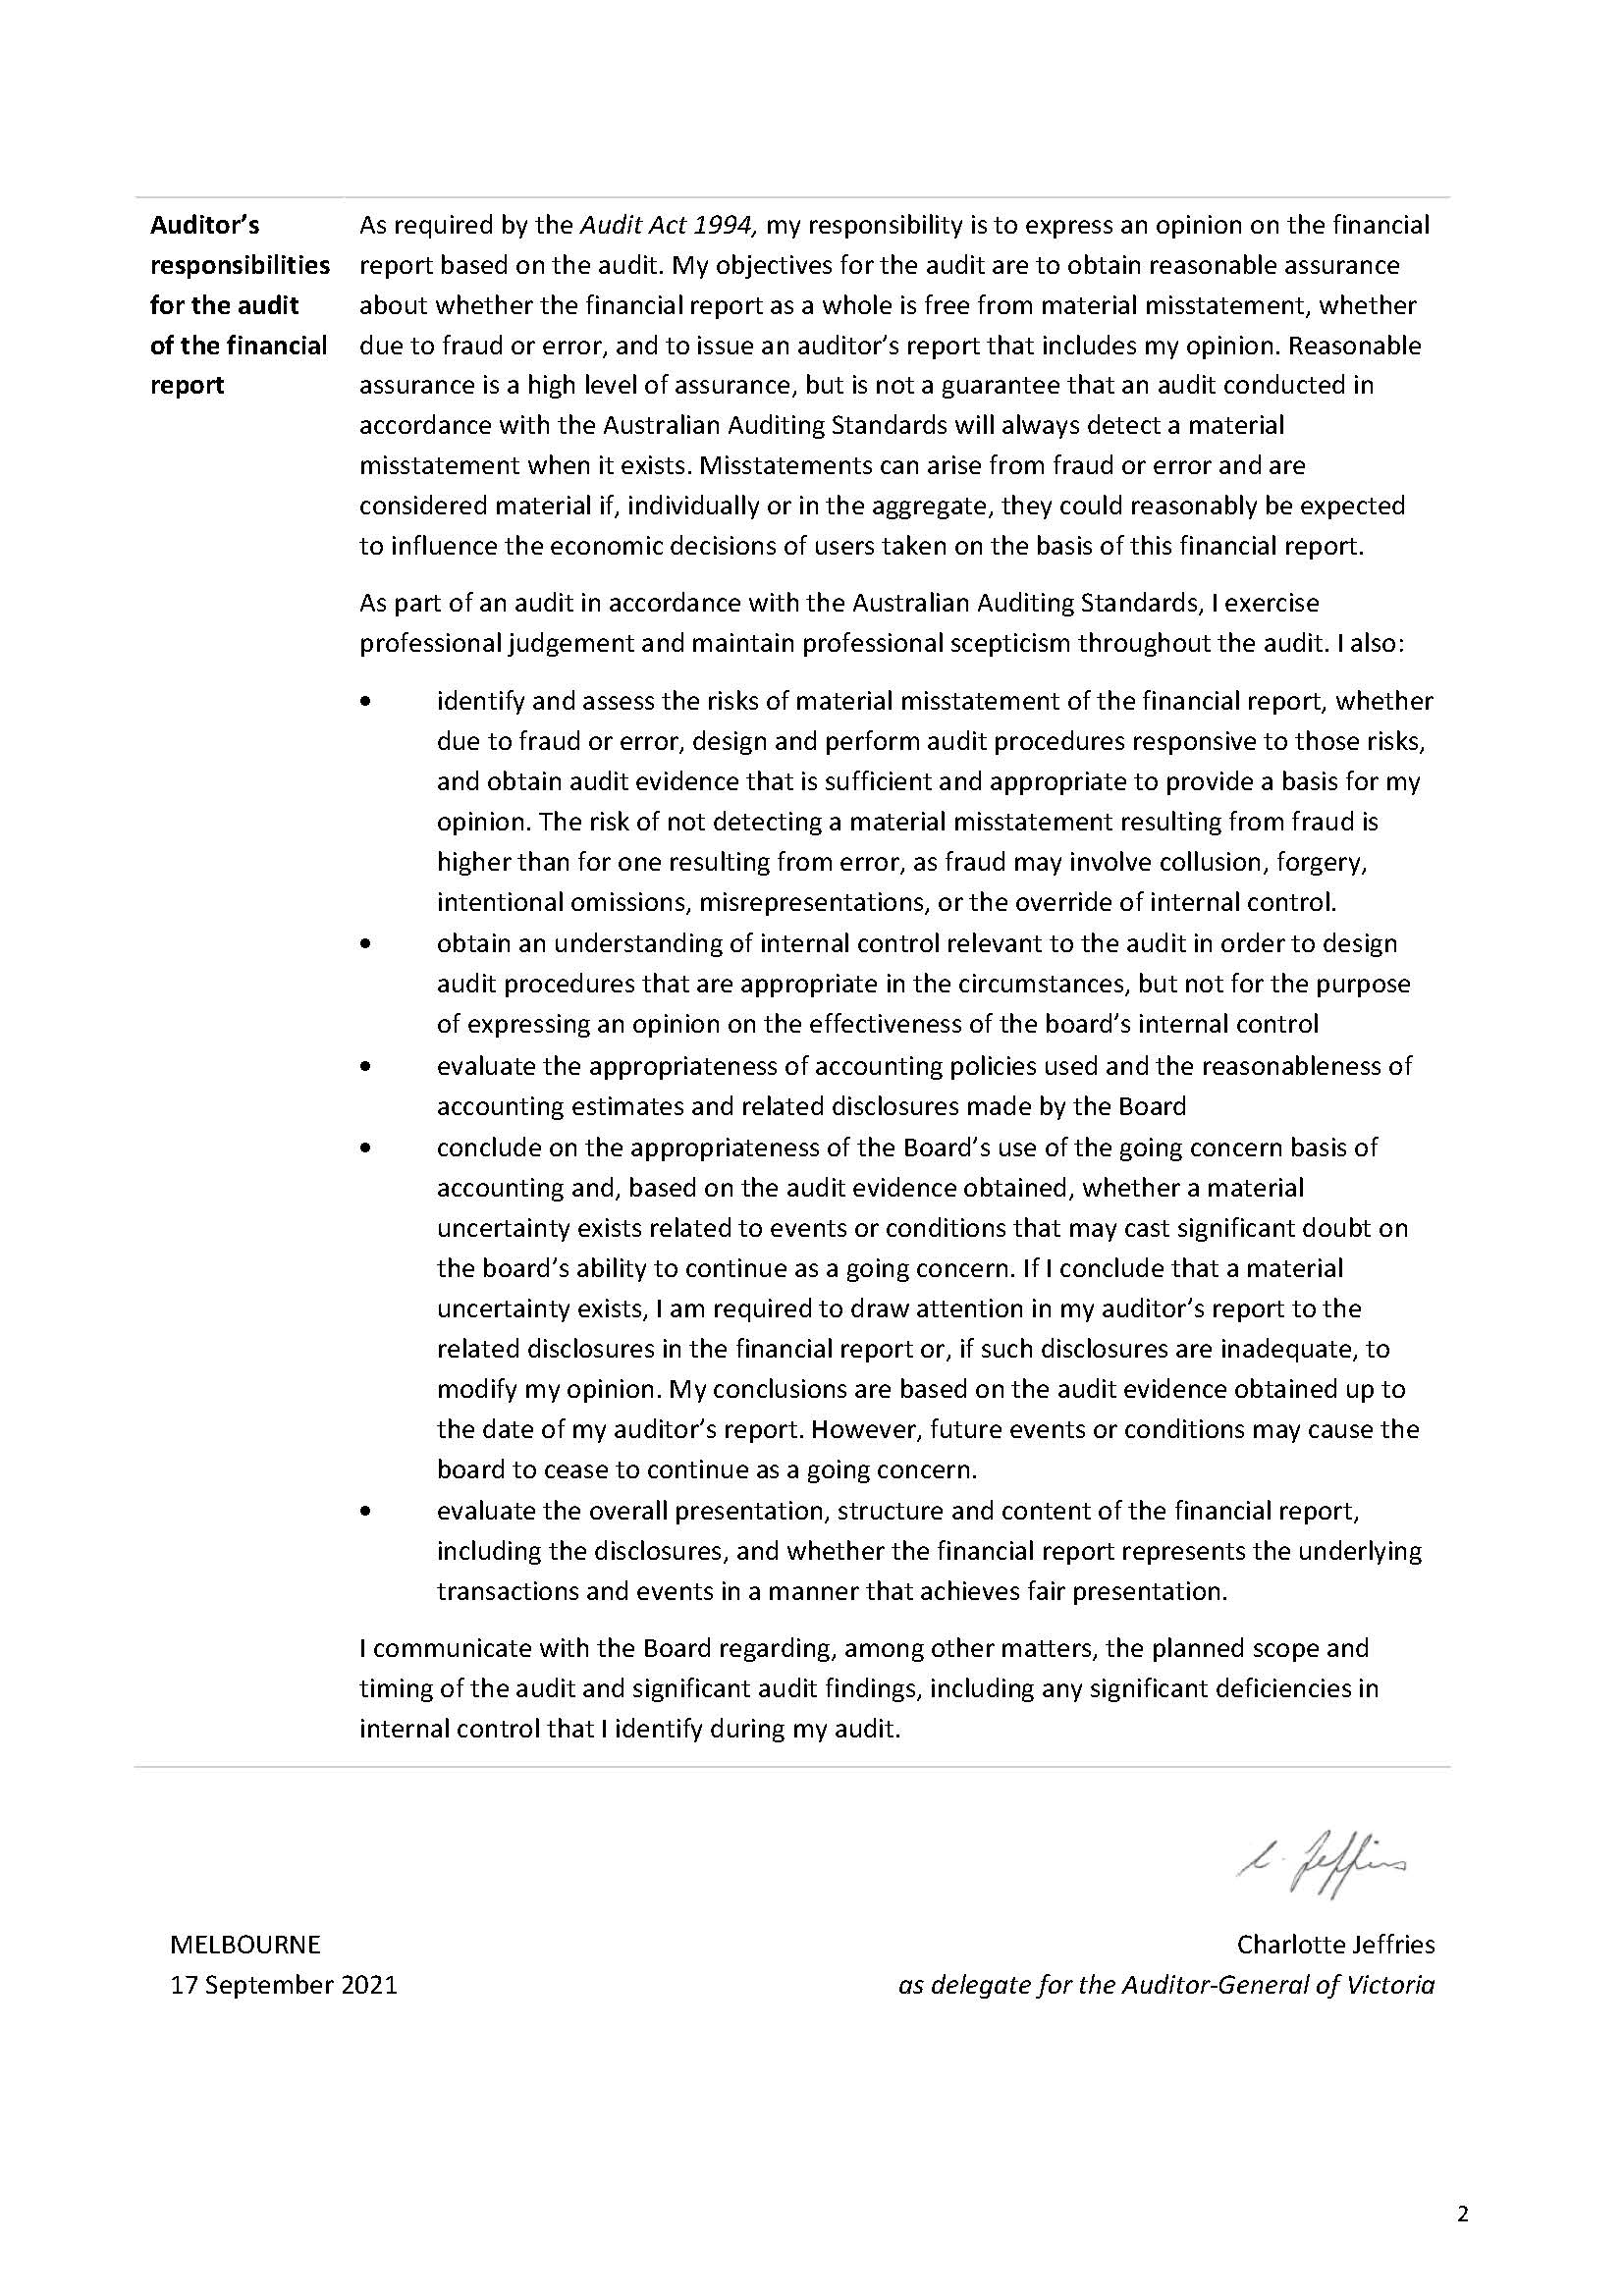 Auditor’s
responsibilities
for the audit
of the financial
report
As required by the Audit Act 1994, my responsibility is to express an opinion on the financial
report based on the audit. My objectives for the audit are to obtain reasonable assurance
about whether the financial report as a whole is free from material misstatement, whether
due to fraud or error, and to issue an auditor’s report that includes my opinion. Reasonable
assurance is a high level of assurance, but is not a guarantee that an audit conducted in
accordance with the Australian Auditing Standards will always detect a material
misstatement when it exists. Misstatements can arise from fraud or error and are
considered material if, individually or in the aggregate, they could reasonably be expected
to influence the economic decisions of users taken on the basis of this financial report.
As part of an audit in accordance with the Australian Auditing Standards, I exercise
professional judgement and maintain professional scepticism throughout the audit. I also:
• identify and assess the risks of material misstatement of the financial report, whether
due to fraud or error, design and perform audit procedures responsive to those risks,
and obtain audit evidence that is sufficient and appropriate to provide a basis for my
opinion. The risk of not detecting a material misstatement resulting from fraud is
higher than for one resulting from error, as fraud may involve collusion, forgery,
intentional omissions, misrepresentations, or the override of internal control.
• obtain an understanding of internal control relevant to the audit in order to design
audit procedures that are appropriate in the circumstances, but not for the purpose
of expressing an opinion on the effectiveness of the board’s internal control
• evaluate the appropriateness of accounting policies used and the reasonableness of
accounting estimates and related disclosures made by the Board
• conclude on the appropriateness of the Board’s use of the going concern basis of
accounting and, based on the audit evidence obtained, whether a material
uncertainty exists related to events or conditions that may cast significant doubt on
the board’s ability to continue as a going concern. If I conclude that a material
uncertainty exists, I am required to draw attention in my auditor’s report to the
related disclosures in the financial report or, if such disclosures are inadequate, to
modify my opinion. My conclusions are based on the audit evidence obtained up to
the date of my auditor’s report. However, future events or conditions may cause the
board to cease to continue as a going concern.
• evaluate the overall presentation, structure and content of the financial report,
including the disclosures, and whether the financial report represents the underlying
transactions and events in a manner that achieves fair presentation.
I communicate with the Board regarding, among other matters, the planned scope and
timing of the audit and significant audit findings, including any significant deficiencies in
internal control that I identify during my audit.
MELBOURNE
17 September 2021
Charlotte Jeffries
as delegate for the Auditor-General of Victoria
2